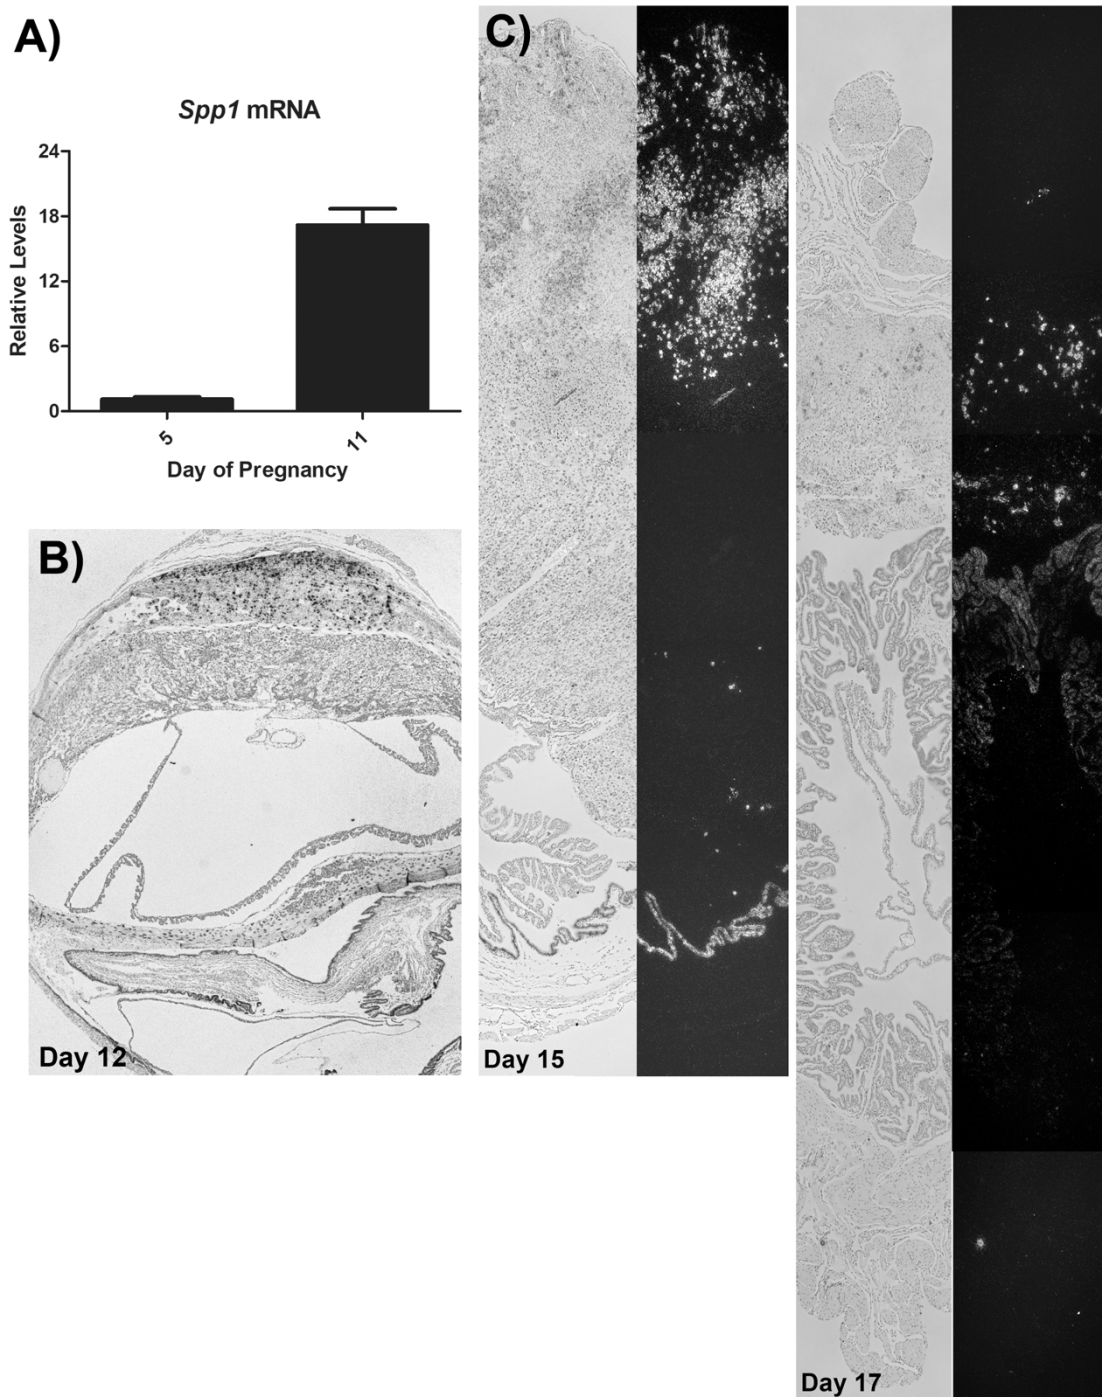 A)
Spp1 mRNA
24
18
12
6
0
Relative Levels
5
11
Day of Pregnancy
B)
Day 12
C)
Day 15
Day 17